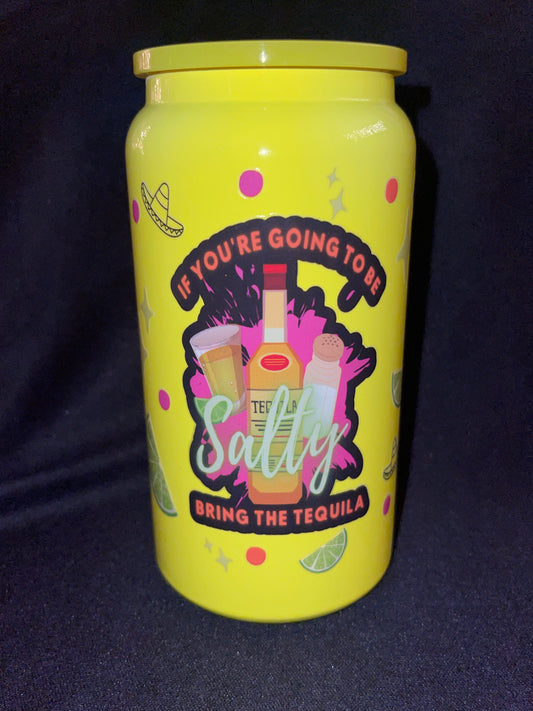 IF YOU'RE GOING TO BE
TEQUILA
Salty
BRING THE TEQUILA